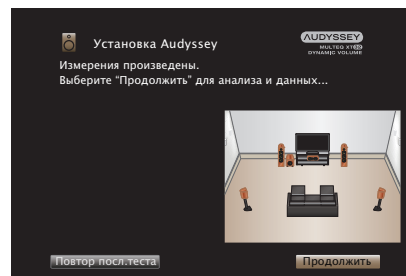 Установка Audyssey
AUDYSSEY
MULTEQ XT32
DYNAMIC VOLUME
Измерения произведены.
Выберите “Продолжить” для анализа и данных...
Повтор посл.теста
Продолжить